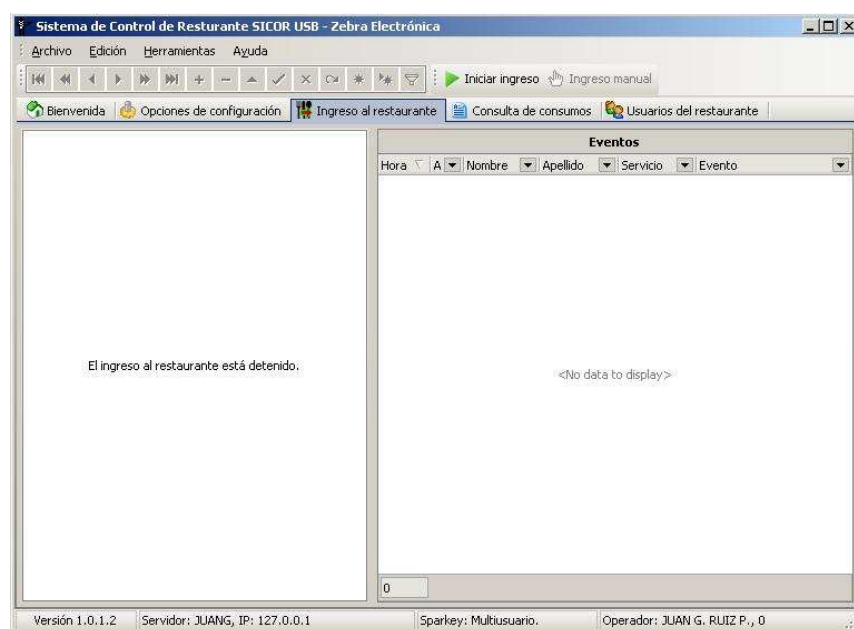 Sistema de Control de Resturante SICOR USB - Zebra Electrónica
Archivo Edición Herramientas Ayuda
Iniciar ingreso Ingreso manual
Bienvenida Opciones de configuración Ingreso al restaurante Consulta de consumos Usuarios del restaurante
Eventos
Hora A Nombre Apellido Servicio Evento
El ingreso al restaurante está detenido.
<No data to display>
0
Versión 1.0.1.2 Servidor: JUANG, IP: 127.0.0.1 Sparkey: Multiusuario. Operador: JUAN G. RUIZ P., 0